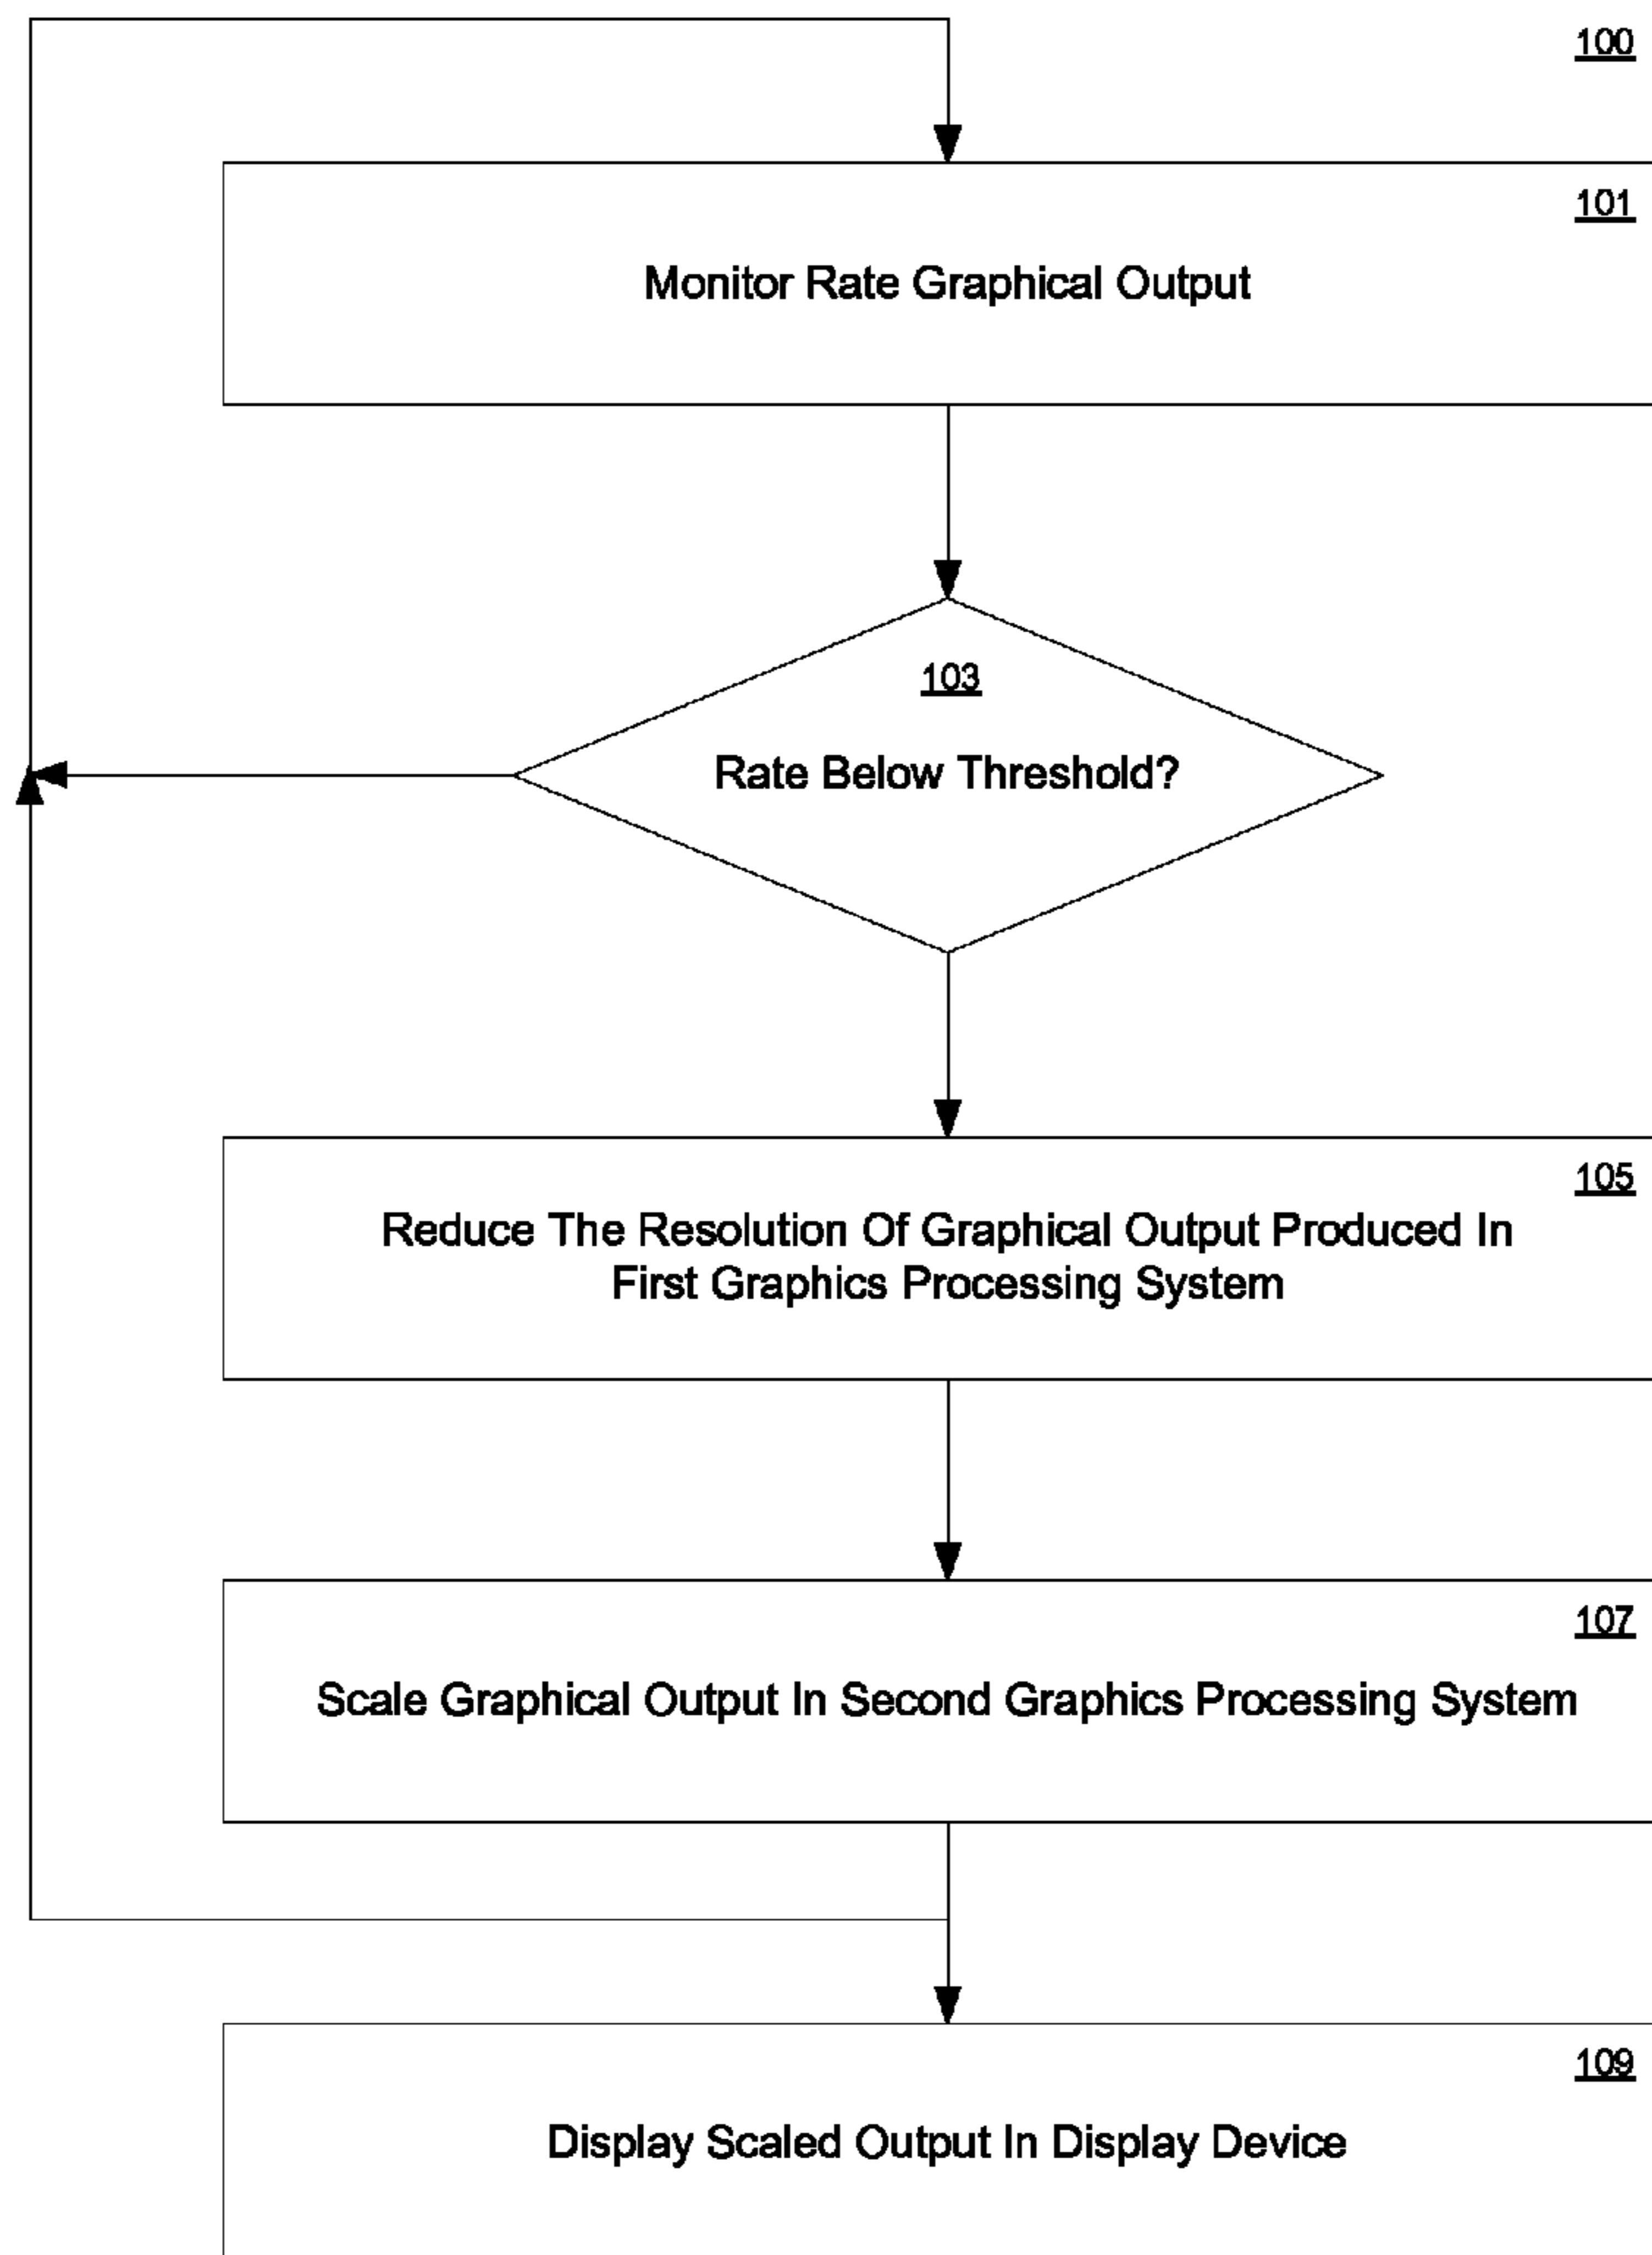 100
101
Monitor Rate Graphical Output
103
Rate Below Threshold?
105
Reduce The Resolution Of Graphical Output Produced In
First Graphics Processing System
107
Scale Graphical Output In Second Graphics Processing System
109
Display Scaled Output In Display Device